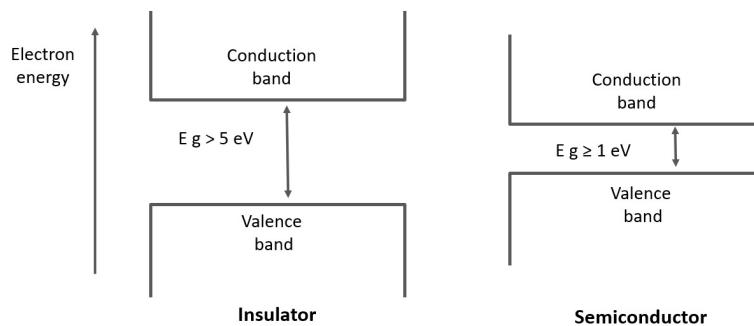 Electron
energy
Conduction
band
E g > 5 eV
Valence
band
Insulator
Conduction
band
E g ≥ 1 eV
Valence
band
Semiconductor